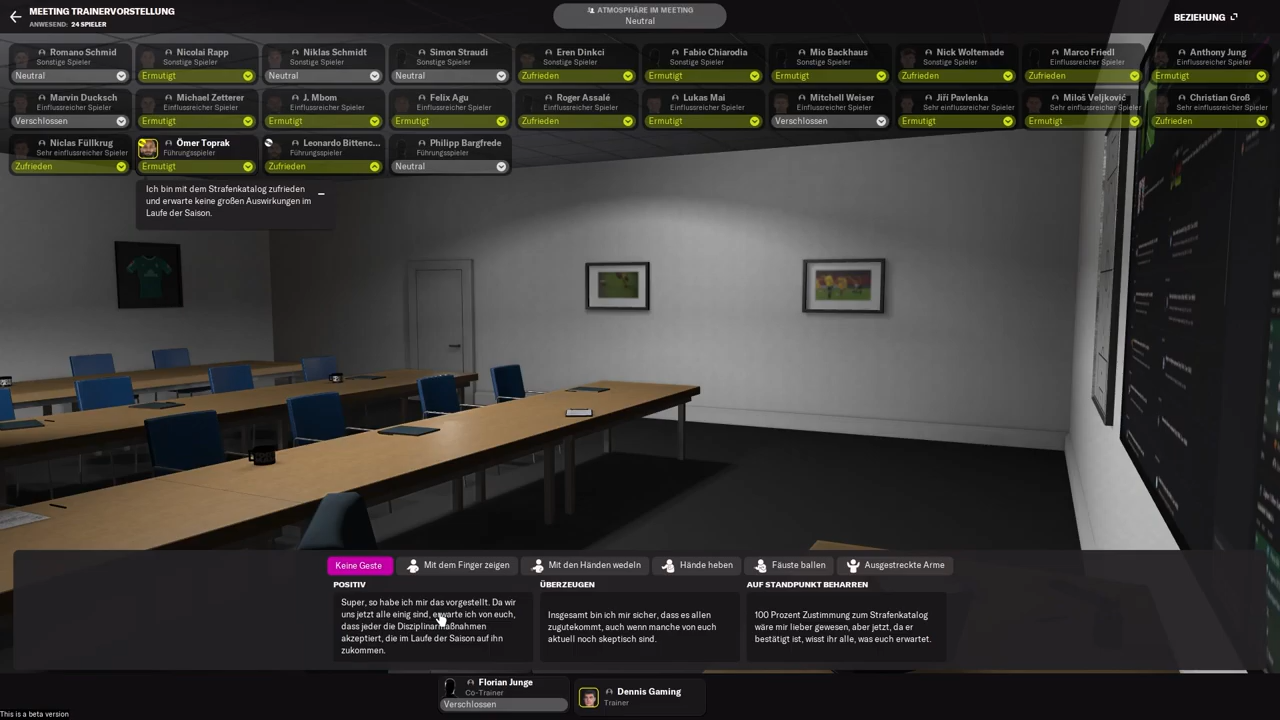 MEETING TRAINERVORSTELLUNG
ANWESEND: 24 SPIELER
ATMOSPHÄRE IM MEETING
Neutral
BEZIEHUNG
Romano Schmid
Sonstige Spieler
Neutral
Nicolai Rapp
Sonstige Spieler
Ermutigt
Niklas Schmidt
Sonstige Spieler
Neutral
Simon Straudi
Sonstige Spieler
Neutral
Eren Dinkci
Sonstige Spieler
Zufrieden
Fabio Chiarodia
Sonstige Spieler
Ermutigt
Mio Backhaus
Sonstige Spieler
Ermutigt
Nick Woltemade
Sonstige Spieler
Zufrieden
Marco Friedl
Sonstige Spieler
Zufrieden
Anthony Jung
Sonstige Spieler
Ermutigt
Marvin Ducksch
Einflussreicher Spieler
Verschlossen
Michael Zetterer
Einflussreicher Spieler
Ermutigt
J. Mbom
Einflussreicher Spieler
Ermutigt
Felix Agu
Einflussreicher Spieler
Ermutigt
Roger Assalé
Einflussreicher Spieler
Zufrieden
Lukas Mai
Einflussreicher Spieler
Ermutigt
Mitchell Weiser
Einflussreicher Spieler
Verschlossen
Jiří Pavlenka
Sehr einflussreicher Spieler
Ermutigt
Miloš Veljković
Sehr einflussreicher Spieler
Ermutigt
Christian Groß
Sehr einflussreicher Spieler
Zufrieden
Niclas Füllkrug
Sehr einflussreicher Spieler
Zufrieden
Ömer Toprak
Führungsspieler
Ermutigt
Leonardo Bittenc...
Führungsspieler
Zufrieden
Philipp Bargfrede
Führungsspieler
Neutral
Ich bin mit dem Strafenkatalog zufrieden
und erwarte keine großen Auswirkungen im
Laufe der Saison.
Keine Geste
Mit dem Finger zeigen
Mit den Händen wedeln
Hände heben
Fäuste ballen
Ausgestreckte Arme
POSITIV
Super, so habe ich mir das vorgestellt. Da wir
uns jetzt alle einig sind, erwarte ich von euch,
dass jeder die Disziplinarmaßnahmen
akzeptiert, die im Laufe der Saison auf ihn
zukommen.
ÜBERZEUGEN
Insgesamt bin ich mir sicher, dass es allen
zugutekommt, auch wenn manche von euch
aktuell noch skeptisch sind.
AUF STANDPUNKT BEHARREN
100 Prozent Zustimmung zum Strafenkatalog
wäre mir lieber gewesen, aber jetzt, da er
bestätigt ist, wisst ihr alle, was euch erwartet.
Florian Junge
Co-Trainer
Verschlossen
Dennis Gaming
Trainer
This is a beta version